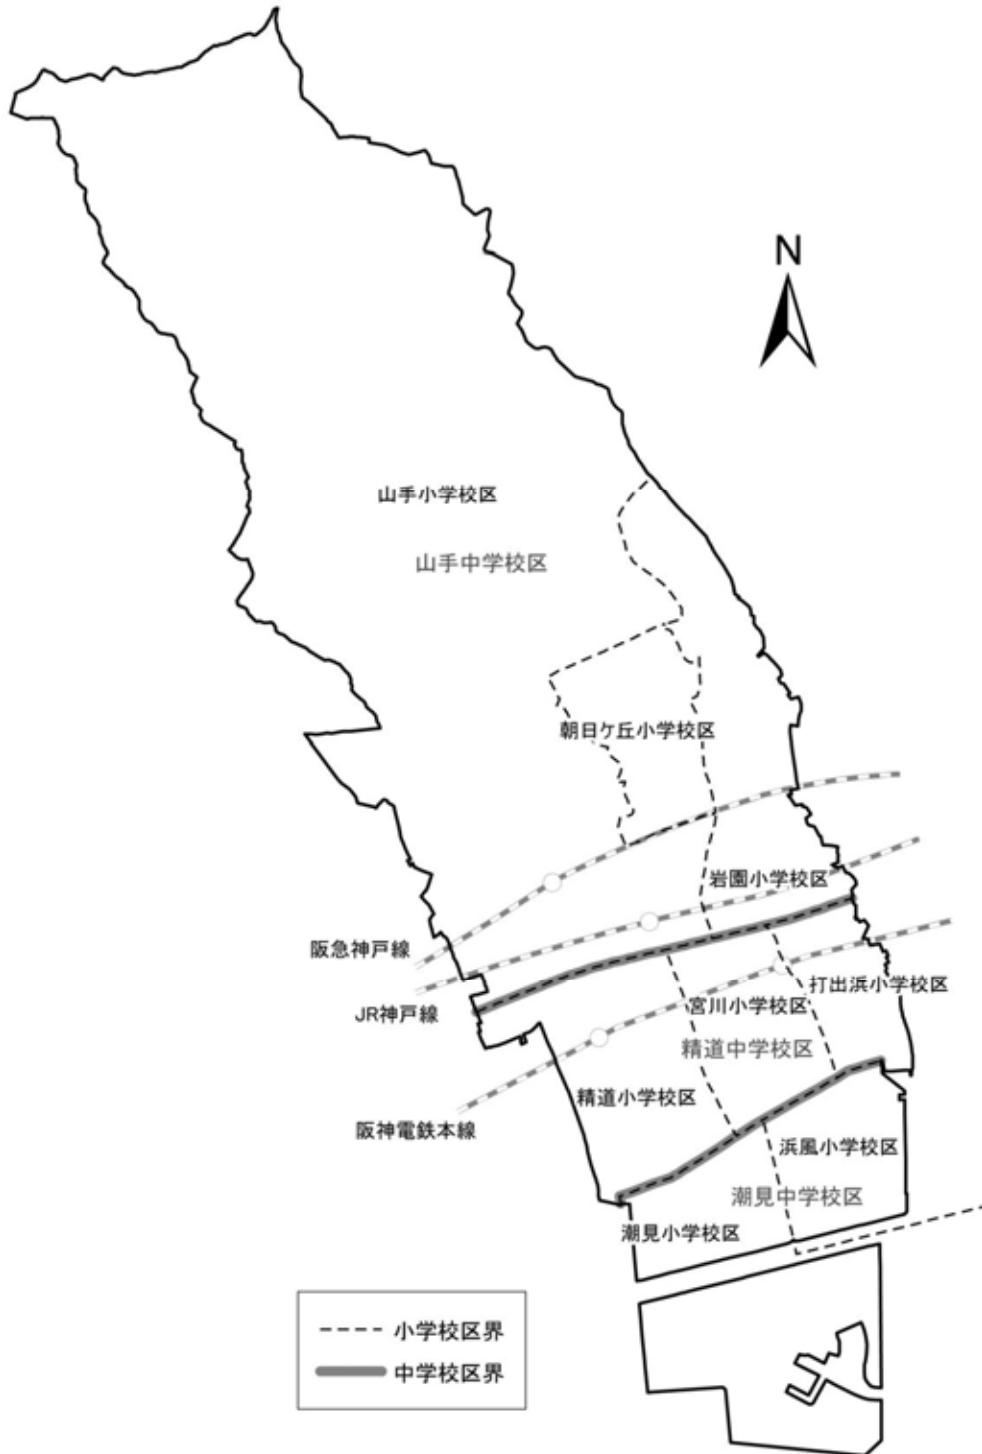 N
山手小学校区
山手中学校区
朝日ケ丘小学校区
岩園小学校区
阪急神戸線
打出浜小学校区
宮川小学校区
JR神戸線
精道中学校区
精道小学校区
阪神電鉄本線
浜風小学校区
潮見中学校区
潮見小学校区
小学校区界
中学校区界